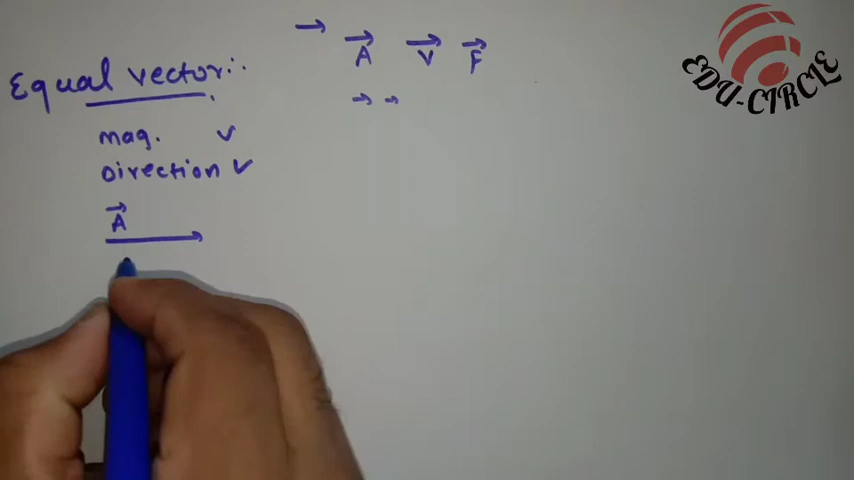 → A⃗ V⃗ F⃗
Equal vector:.
→ →
mag. ✓
Direction ✓
A⃗
EDU-CIRCLE